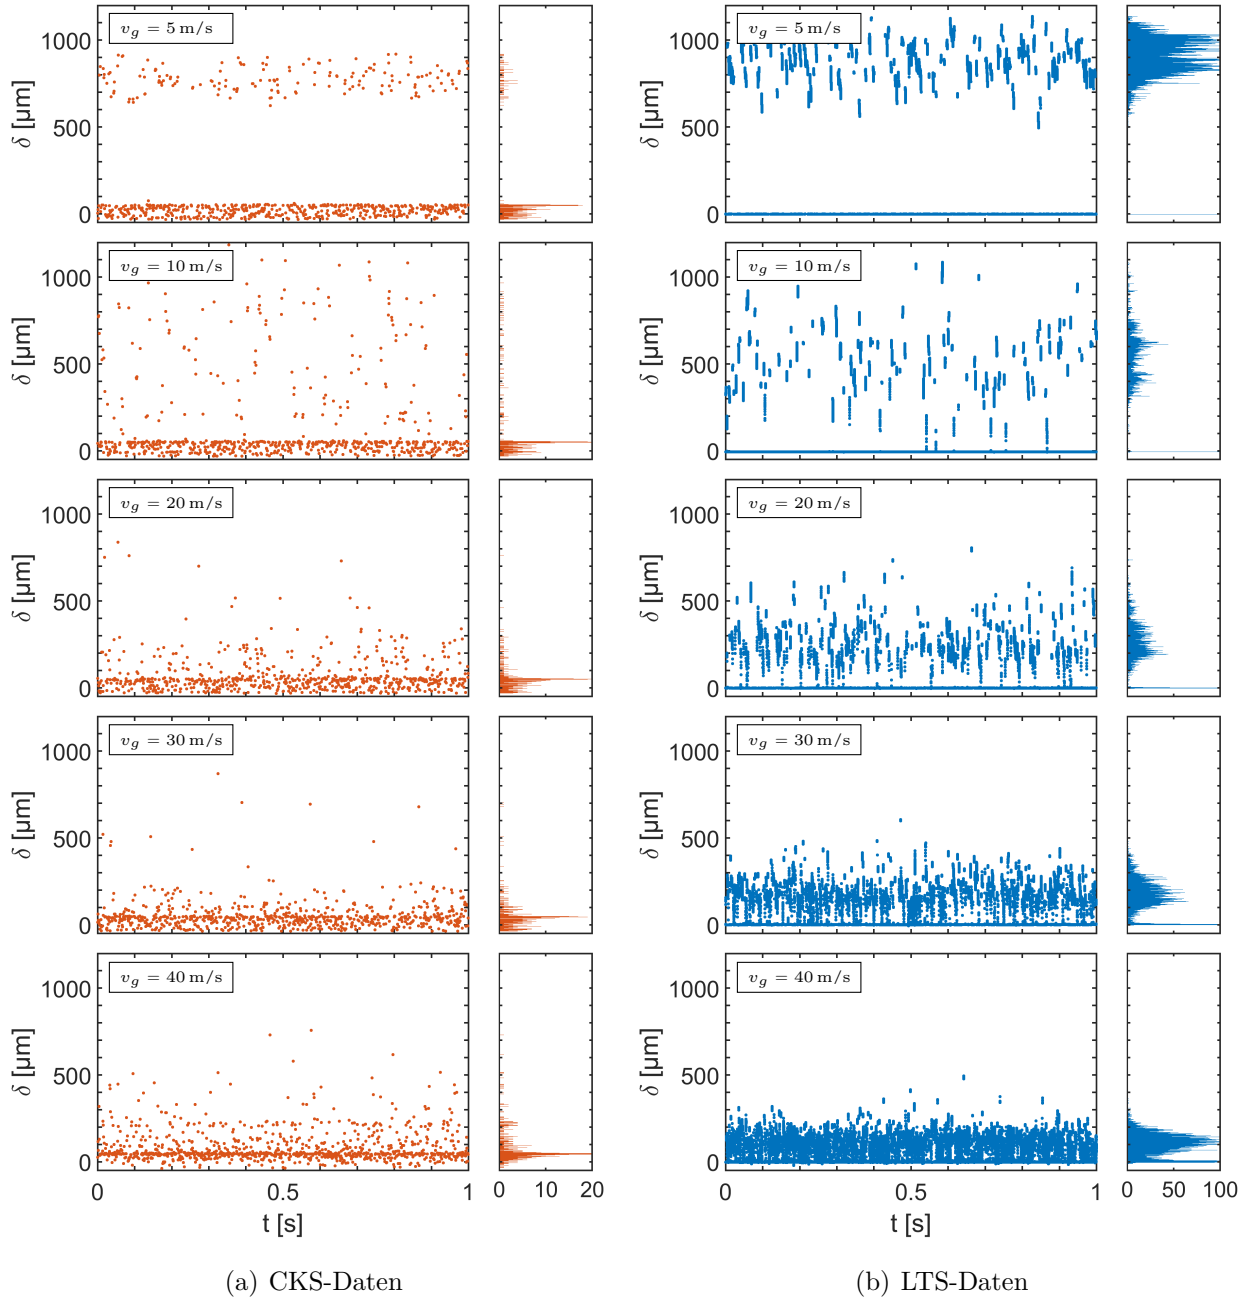 v_g = 5 m/s
1000
500
0
δ [µm]
v_g = 5 m/s
1000
500
0
δ [µm]
v_g = 10 m/s
1000
500
0
δ [µm]
v_g = 10 m/s
1000
500
0
δ [µm]
v_g = 20 m/s
1000
500
0
δ [µm]
v_g = 20 m/s
1000
500
0
δ [µm]
v_g = 30 m/s
1000
500
0
δ [µm]
v_g = 30 m/s
1000
500
0
δ [µm]
v_g = 40 m/s
1000
500
0
δ [µm]
0 0.5 1
t [s]
0 10 20
v_g = 40 m/s
1000
500
0
δ [µm]
0 0.5 1
t [s]
0 50 100
(a) CKS-Daten
(b) LTS-Daten